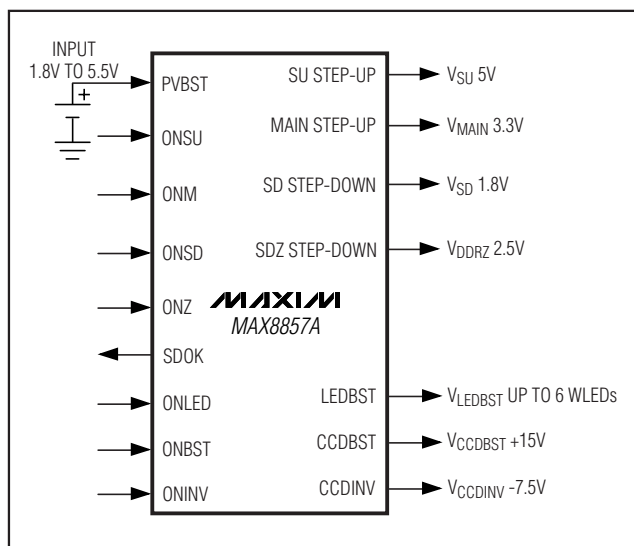 INPUT
1.8V TO 5.5V
+
PVBST
ONSU
ONM
ONSD
ONZ
SDOK
ONLED
ONBST
ONINV
MAXIM
MAX8857A
SU STEP-UP
MAIN STEP-UP
SD STEP-DOWN
SDZ STEP-DOWN
LEDBST
CCDBST
CCDINV
VSU 5V
VMAIN 3.3V
VSD 1.8V
VDDRZ 2.5V
VLEDBST UP TO 6 WLEDs
VCCDBST +15V
VCCDINV -7.5V